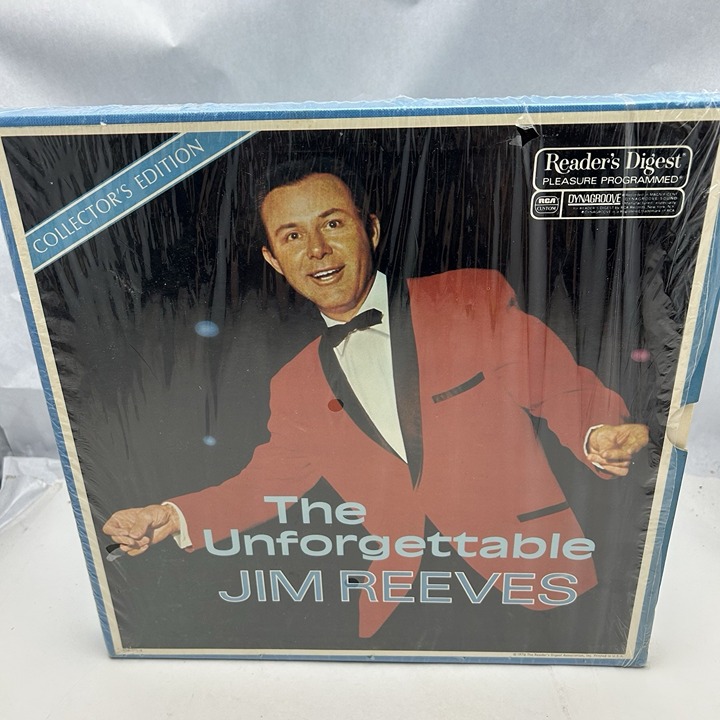 COLLECTOR'S EDITION
Reader's Digest
PLEASURE PROGRAMMED
RCA
CUSTOM
DYNAGROOVE
The
Unforgettable
JIM REEVES